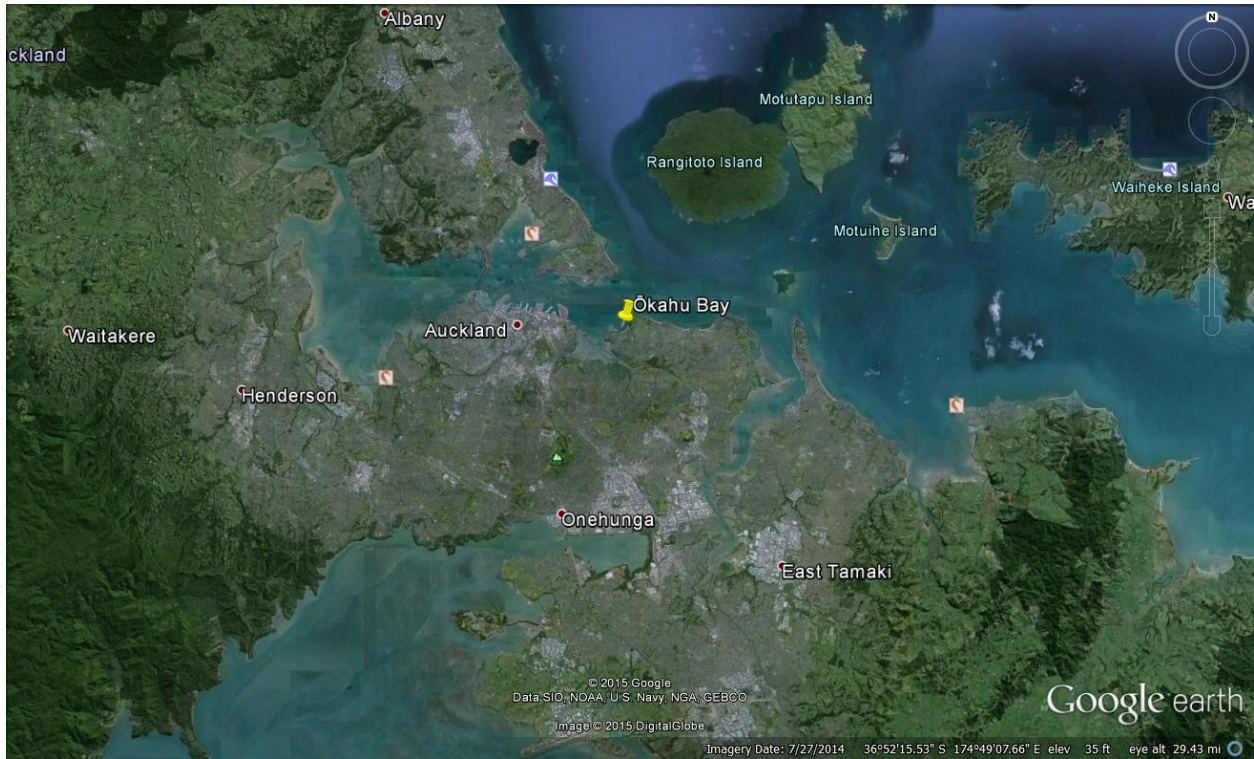 Albany
ckland
N
Motutapu Island
Rangitoto Island
Waiheke Island
Wa
Motuihe Island
Ōkahu Bay
Auckland
Waitakere
Henderson
Onehunga
East Tamaki
© 2015 Google
Data SIO, NOAA, U.S. Navy, NGA, GEBCO
Image © 2015 DigitalGlobe
Google earth
Imagery Date: 7/27/2014 36°52'15.53" S 174°49'07.66" E elev 35 ft eye alt 29.43 mi